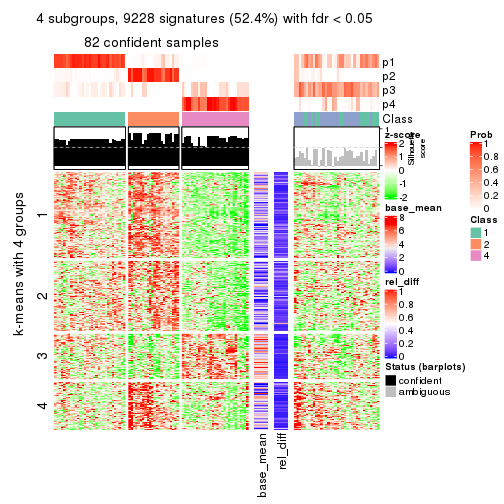 4 subgroups, 9228 signatures (52.4%) with fdr < 0.05
82 confident samples
p1
p2
p3
p4
Class
1
Silhouette
score
k-means with 4 groups
1
2
3
4
base_mean
rel_diff
z-score
2
1
0
-1
-2
base_mean
8
6
4
2
0
rel_diff
1
0.8
0.6
0.4
0.2
0
Status (barplots)
confident
ambiguous
Prob
1
0.8
0.6
0.4
0.2
0
Class
1
2
4